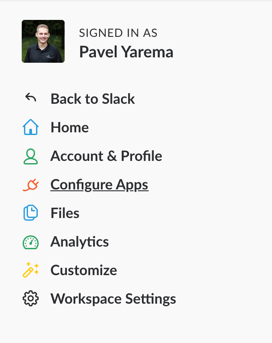 SIGNED IN AS
Pavel Yarema
Back to Slack
Home
Account & Profile
Configure Apps
Files
Analytics
Customize
Workspace Settings